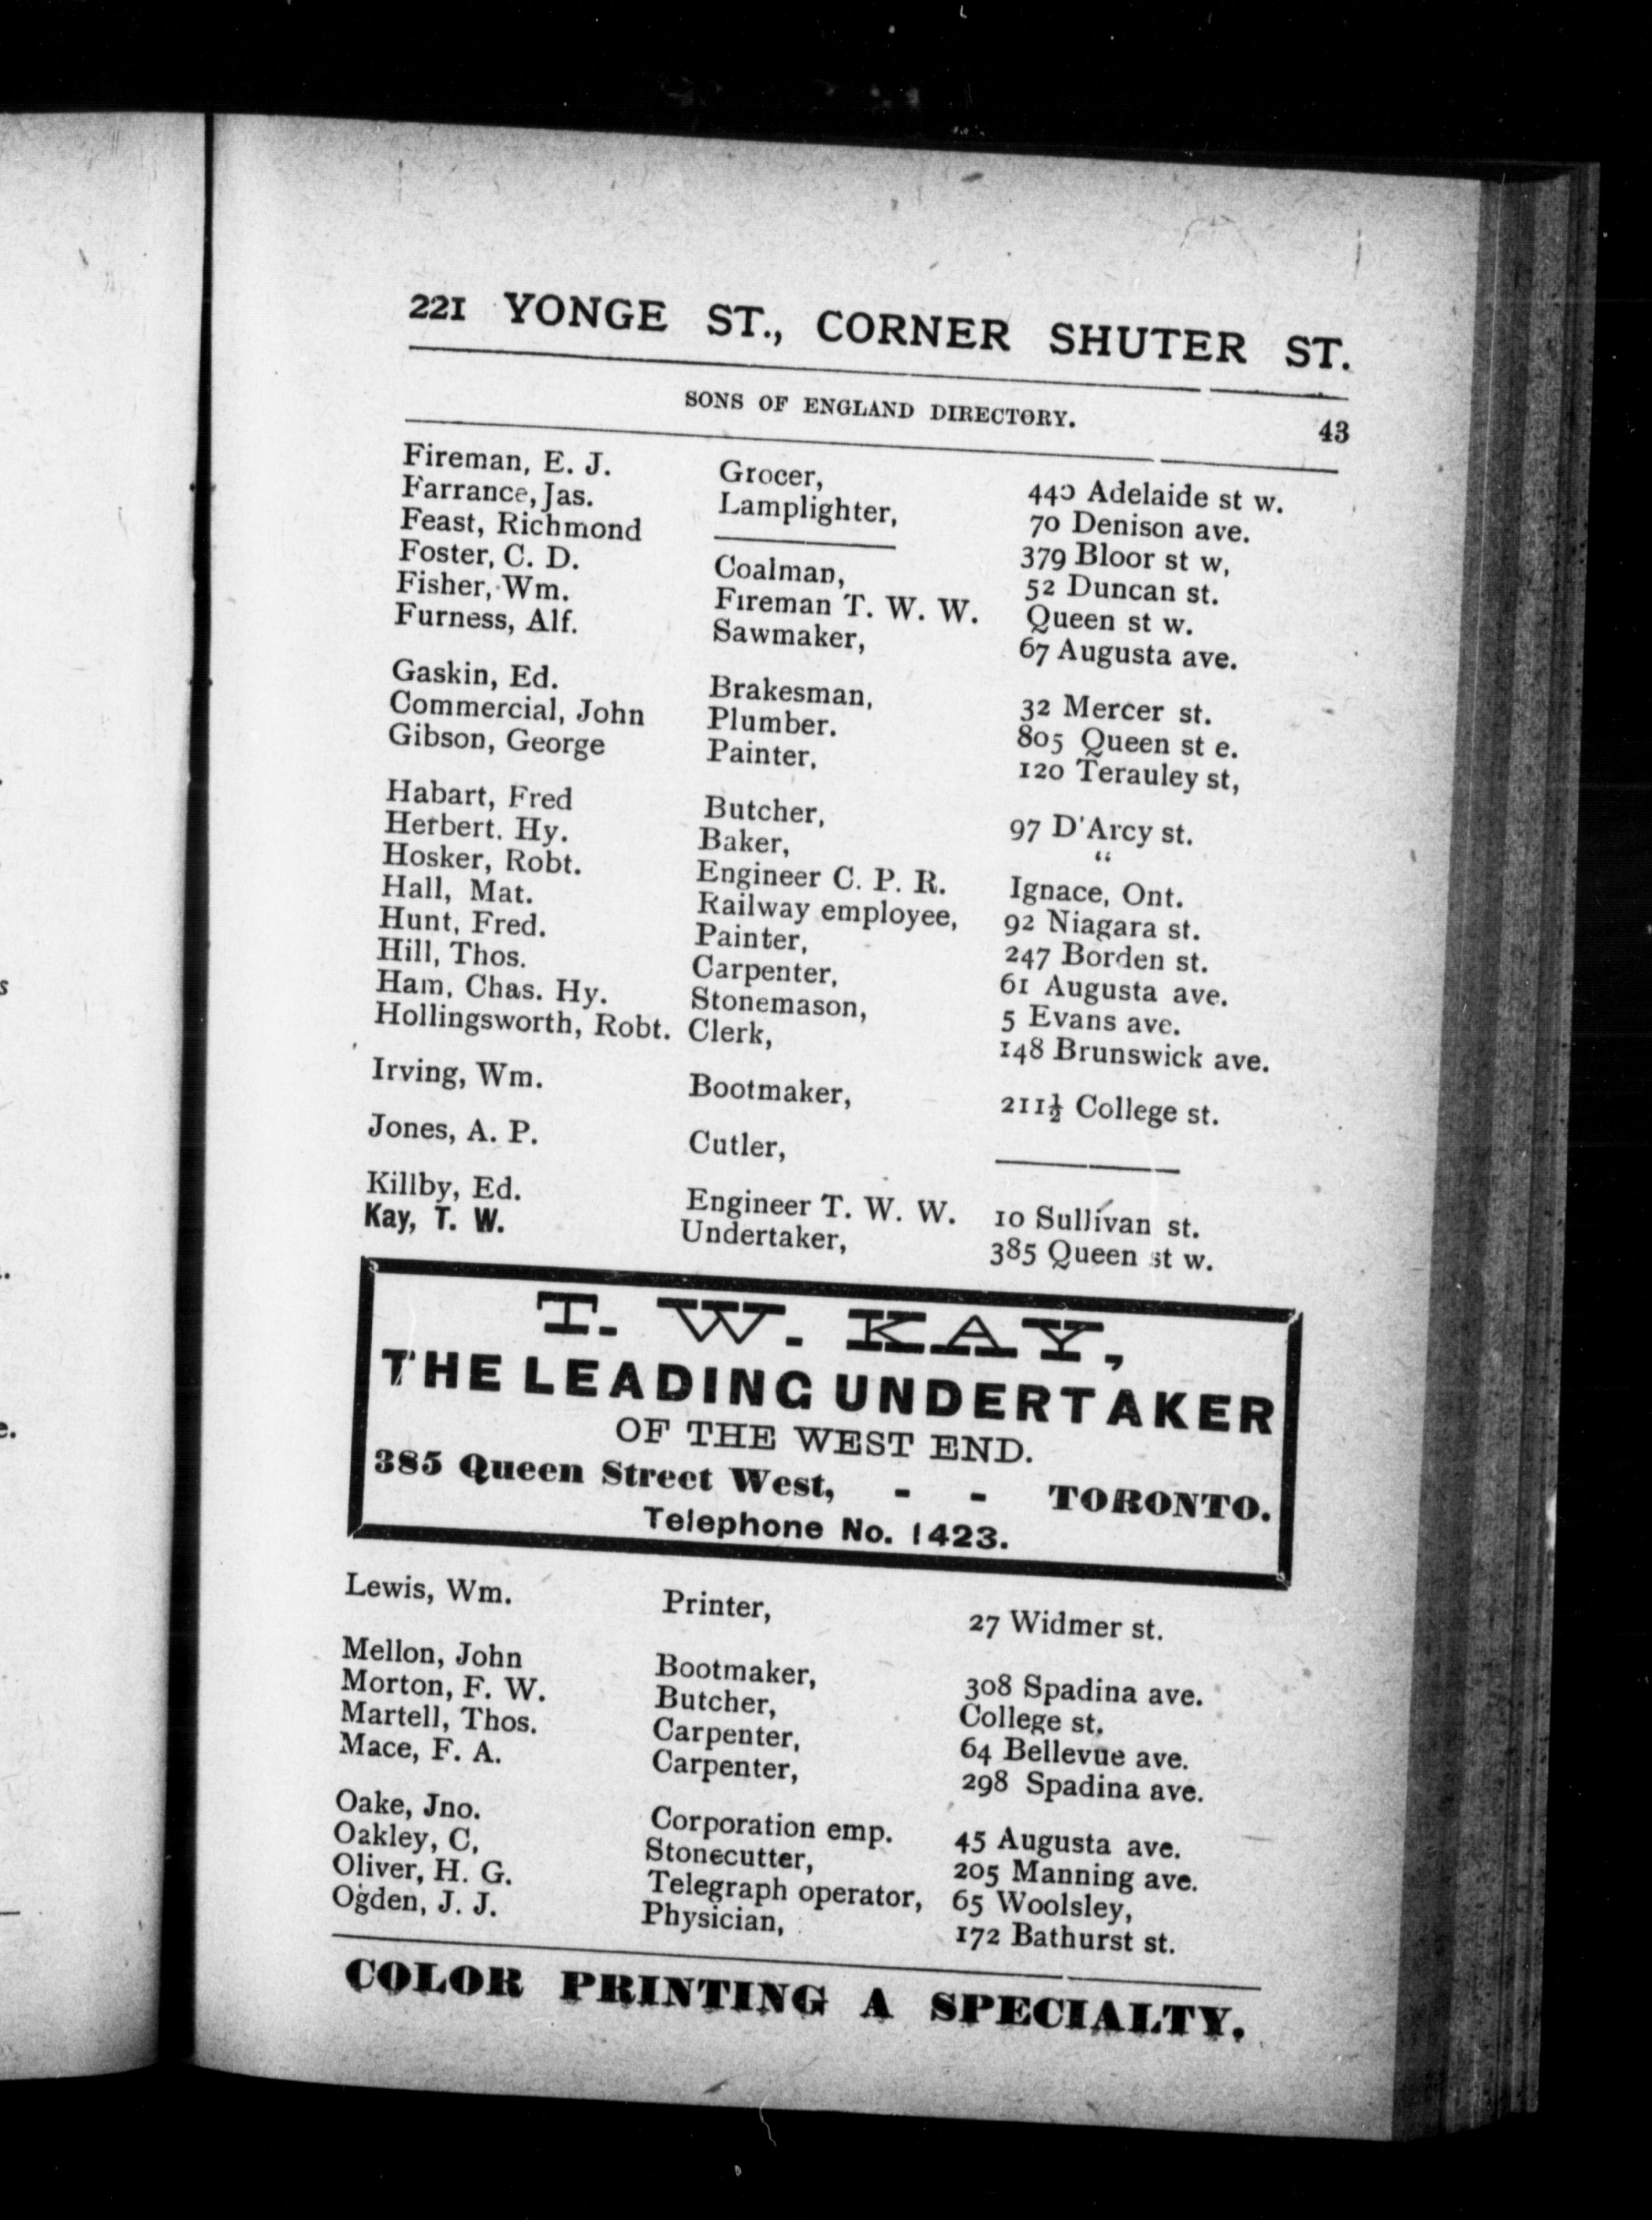 221 YONGE ST., CORNER SHUTER ST.
SONS OF ENGLAND DIRECTORY. 43
Fireman, E. J. Grocer, 440 Adelaide st w.
Farrance, Jas. Lamplighter, 70 Denison ave.
Feast, Richmond 379 Bloor st w,
Foster, C. D. Coalman, 52 Duncan st.
Fisher, Wm. Fireman T. W. W. Queen st w.
Furness, Alf. Sawmaker, 67 Augusta ave.
Gaskin, Ed. Brakesman, 32 Mercer st.
Commercial, John Plumber. 805 Queen st e.
Gibson, George Painter, 120 Terauley st,
Habart, Fred Butcher, 97 D'Arcy st.
Herbert. Hy. Baker, "
Hosker, Robt. Engineer C. P. R. Ignace, Ont.
Hall, Mat. Railway employee, 92 Niagara st.
Hunt, Fred. Painter, 247 Borden st.
Hill, Thos. Carpenter, 61 Augusta ave.
Ham, Chas. Hy. Stonemason, 5 Evans ave.
Hollingsworth, Robt. Clerk, 148 Brunswick ave.
Irving, Wm. Bootmaker, 211½ College st.
Jones, A. P. Cutler,
Killby, Ed. Engineer T. W. W. 10 Sullivan st.
Kay, T. W. Undertaker, 385 Queen st w.
T. W. KAY,
THE LEADING UNDERTAKER
OF THE WEST END.
385 Queen Street West, - - TORONTO.
Telephone No. 1423.
Lewis, Wm. Printer, 27 Widmer st.
Mellon, John Bootmaker, 308 Spadina ave.
Morton, F. W. Butcher, College st.
Martell, Thos. Carpenter, 64 Bellevue ave.
Mace, F. A. Carpenter, 298 Spadina ave.
Oake, Jno. Corporation emp. 45 Augusta ave.
Oakley, C, Stonecutter, 205 Manning ave.
Oliver, H. G. Telegraph operator, 65 Woolsley,
Ogden, J. J. Physician, 172 Bathurst st.
COLOR PRINTING A SPECIALTY.